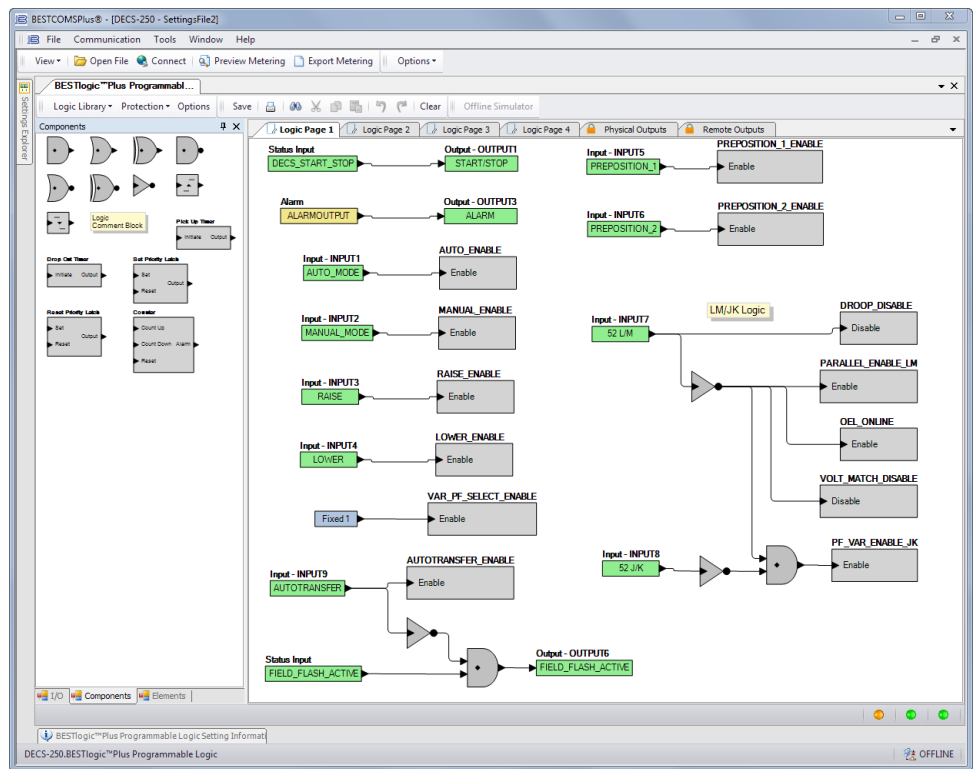 BESTCOMSPlus® - [DECS-250 - SettingsFile2]
File Communication Tools Window Help
View Open File Connect Preview Metering Export Metering Options
BESTlogic™Plus Programmabl...
Settings Explorer
Logic Library Protection Options Save Clear Offline Simulator
Components
Logic Page 1 Logic Page 2 Logic Page 3 Logic Page 4 Physical Outputs Remote Outputs
Logic
Comment Block
Pick Up Timer
Initiate Output
Drop Out Timer
Initiate Output
Set Priority Latch
Set
Output
Reset
Reset Priority Latch
Set
Output
Reset
Counter
Count Up
Count Down Alarm
Reset
Status Input
DECS_START_STOP
Output - OUTPUT1
START/STOP
Alarm
ALARMOUTPUT
Output - OUTPUT3
ALARM
Input - INPUT1
AUTO_MODE
AUTO_ENABLE
Enable
Input - INPUT2
MANUAL_MODE
MANUAL_ENABLE
Enable
Input - INPUT3
RAISE
RAISE_ENABLE
Enable
Input - INPUT4
LOWER
LOWER_ENABLE
Enable
Fixed 1
VAR_PF_SELECT_ENABLE
Enable
Input - INPUT9
AUTOTRANSFER
AUTOTRANSFER_ENABLE
Enable
Status Input
FIELD_FLASH_ACTIVE
Output - OUTPUT6
FIELD_FLASH_ACTIVE
Input - INPUT5
PREPOSITION_1
PREPOSITION_1_ENABLE
Enable
Input - INPUT6
PREPOSITION_2
PREPOSITION_2_ENABLE
Enable
LM/JK Logic
Input - INPUT7
52 L/M
DROOP_DISABLE
Disable
PARALLEL_ENABLE_LM
Enable
OEL_ONLINE
Enable
VOLT_MATCH_DISABLE
Disable
Input - INPUT8
52 J/K
PF_VAR_ENABLE_JK
Enable
I/O Components Elements
BESTlogic™Plus Programmable Logic Setting Informati
DECS-250.BESTlogic™Plus Programmable Logic
OFFLINE